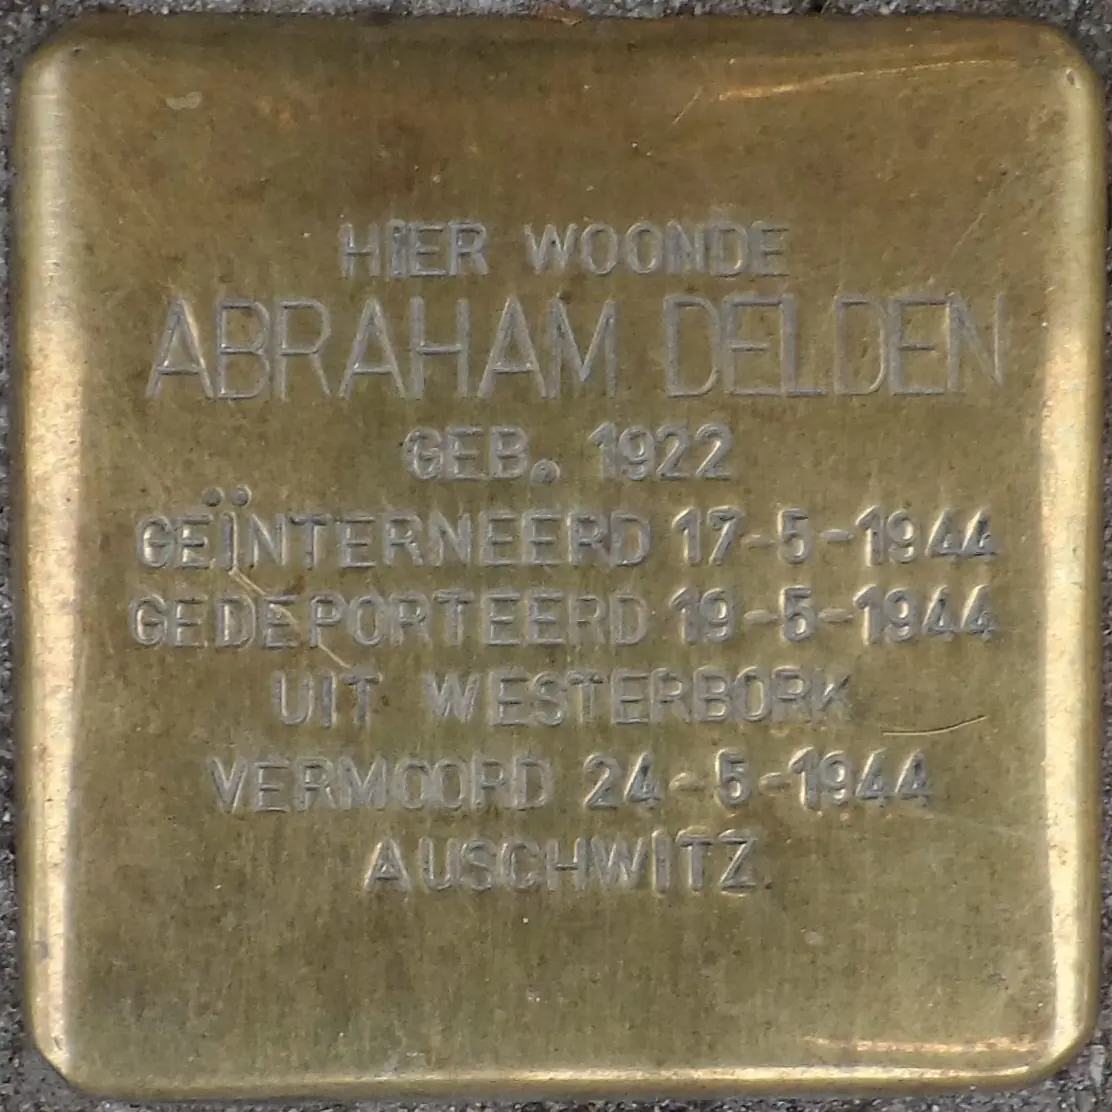 HIER WOONDE
ABRAHAM DELDEN
GEB. 1922
GEÏNTERNEERD 17-5-1944
GEDEPORTEERD 19-5-1944
UIT WESTERBORK
VERMOORD 24-5-1944
AUSCHWITZ